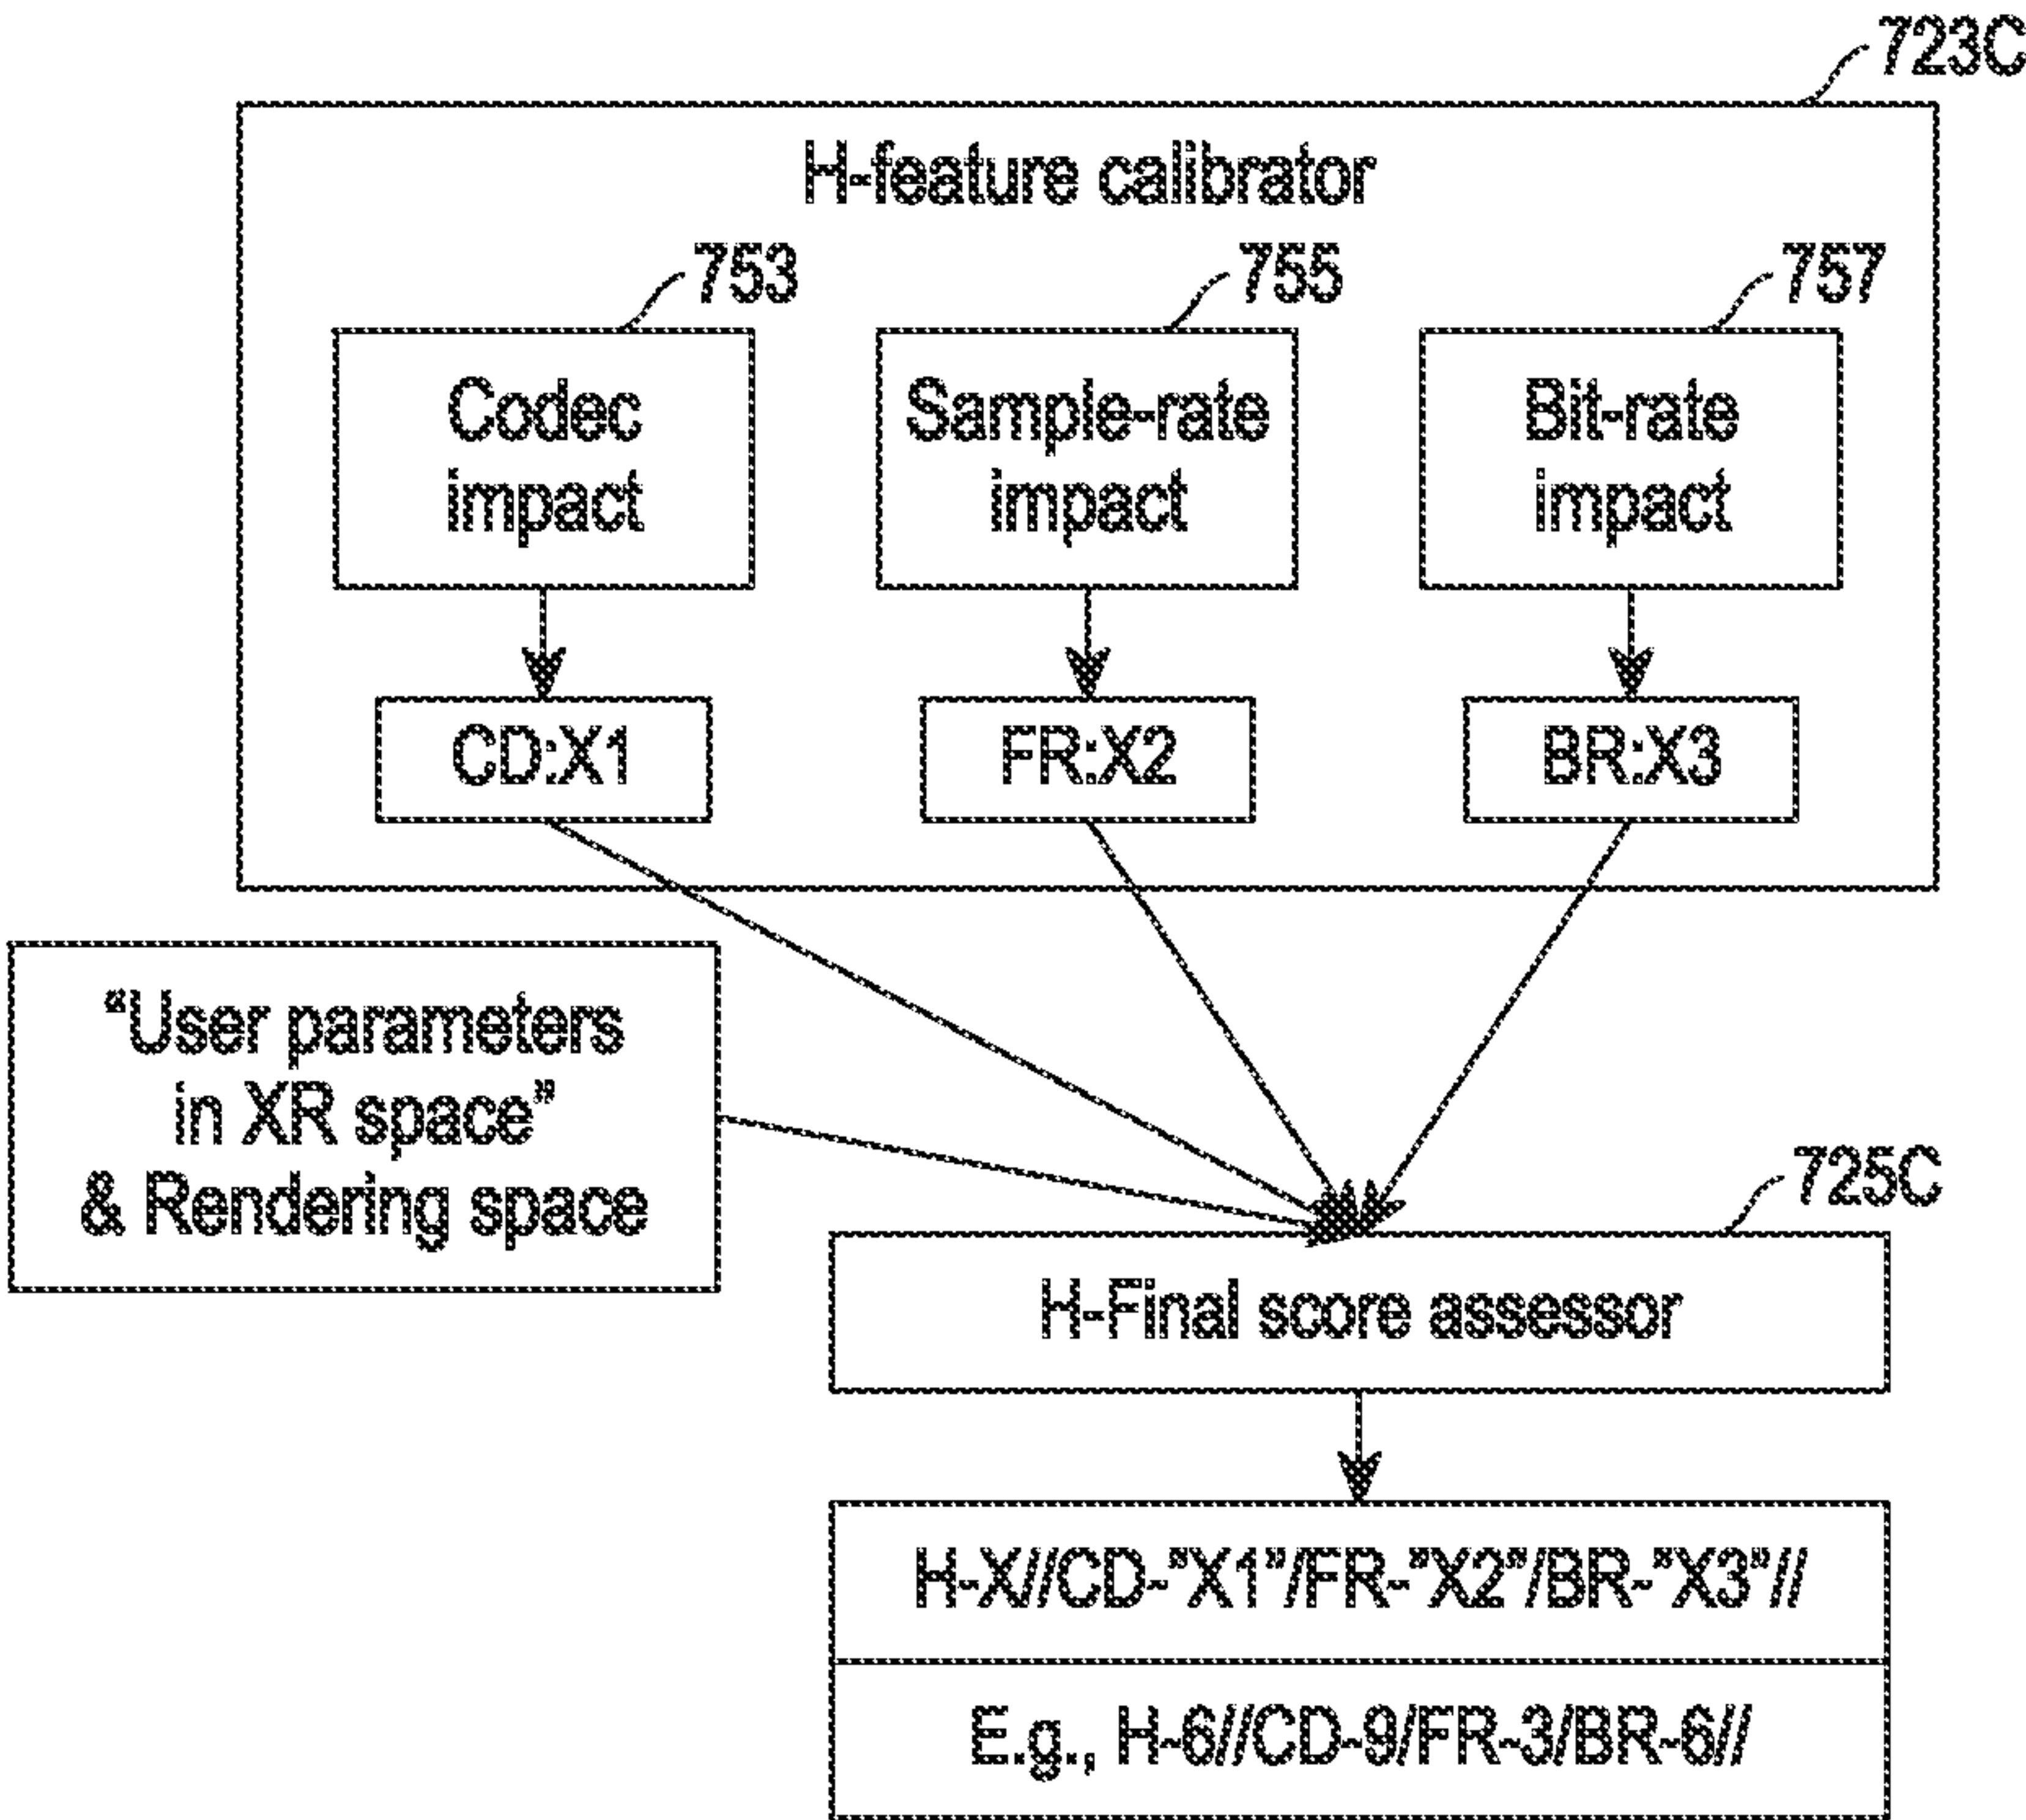 723C
H-feature calibrator
753
755
757
Codec
impact
Sample-rate
impact
Bit-rate
impact
CD:X1
FR:X2
BR:X3
“User parameters
in XR space”
& Rendering space
725C
H-Final score assessor
H-X//CD-”X1”/FR-”X2”/BR-”X3”//
E.g., H-6//CD-9/FR-3/BR-6//